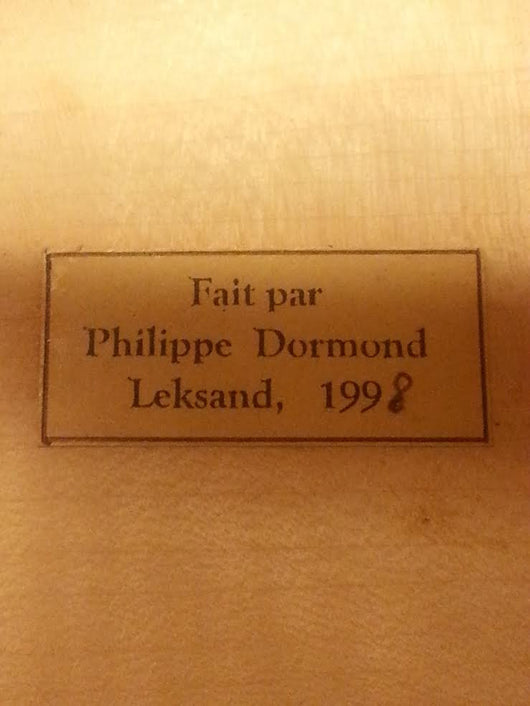 Fait par
Philippe Dormond
Leksand, 1998